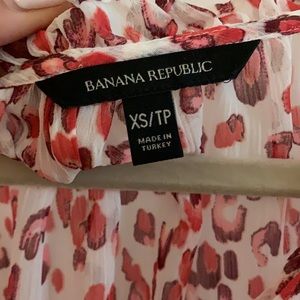 BANANA REPUBLIC
XS/TP
MADE IN
TURKEY